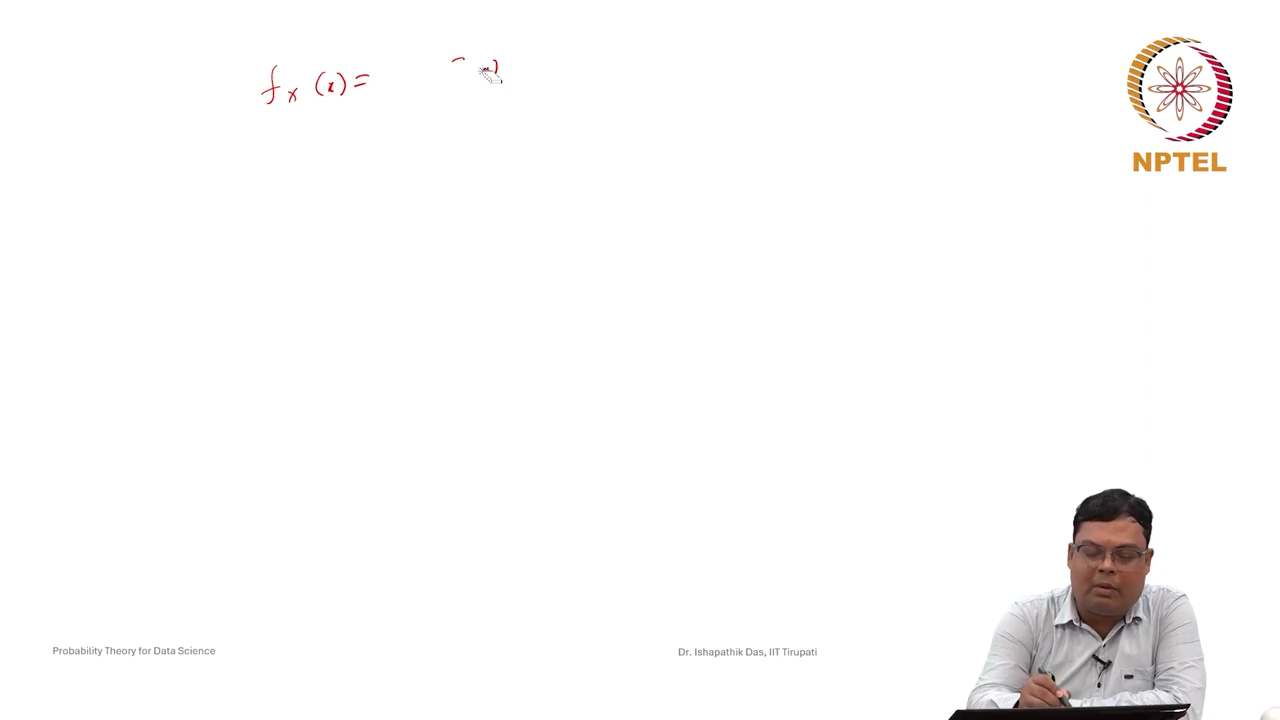 f_X (x) =
NPTEL
Probability Theory for Data Science
Dr. Ishapathik Das, IIT Tirupati